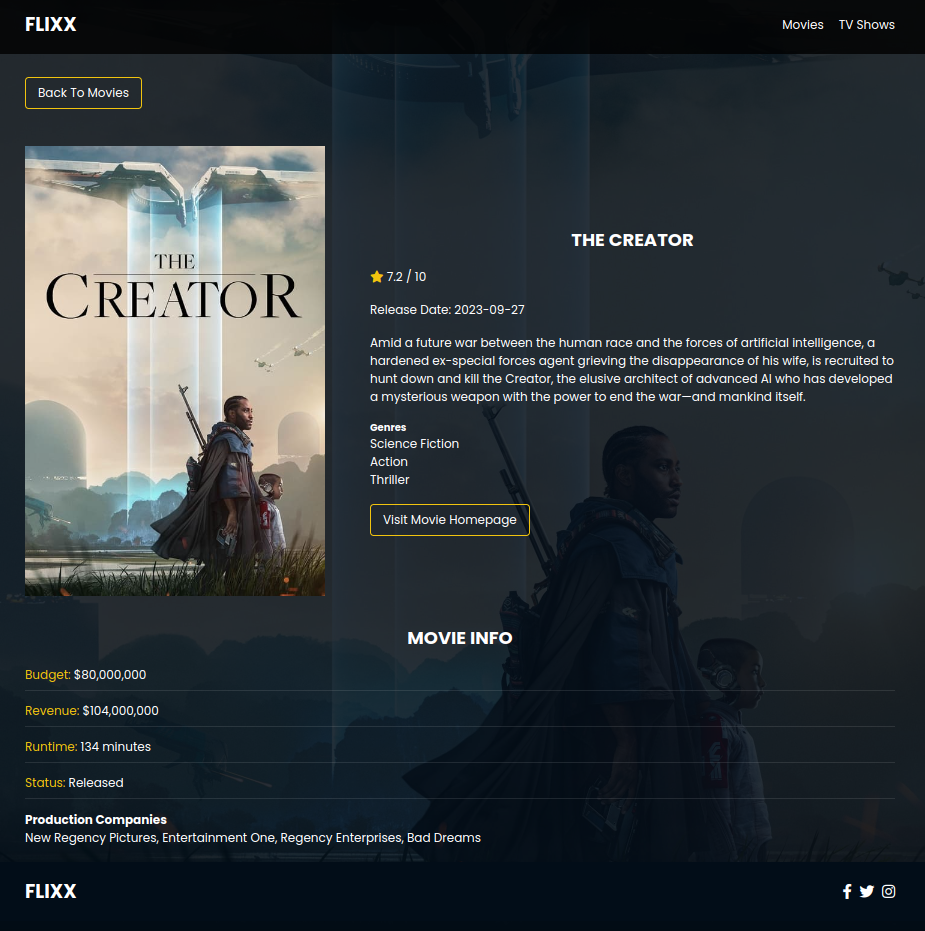 FLIXX
Movies TV Shows
Back To Movies
THE
CREATOR
THE CREATOR
7.2 / 10
Release Date: 2023-09-27
Amid a future war between the human race and the forces of artificial intelligence, a
hardened ex-special forces agent grieving the disappearance of his wife, is recruited to
hunt down and kill the Creator, the elusive architect of advanced AI who has developed
a mysterious weapon with the power to end the war—and mankind itself.
Genres
Science Fiction
Action
Thriller
Visit Movie Homepage
MOVIE INFO
Budget: $80,000,000
Revenue: $104,000,000
Runtime: 134 minutes
Status: Released
Production Companies
New Regency Pictures, Entertainment One, Regency Enterprises, Bad Dreams
FLIXX